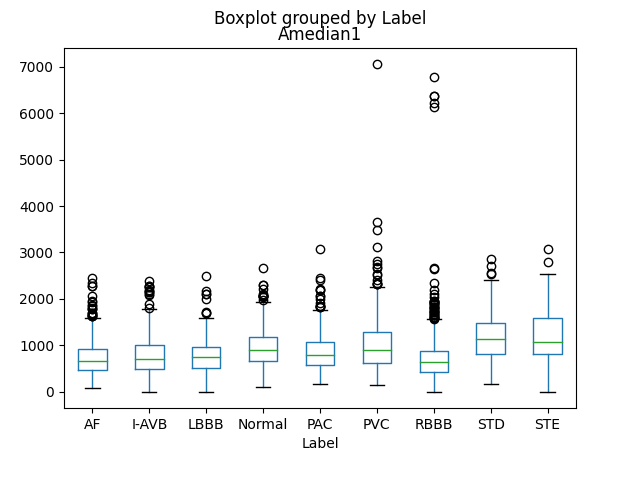 Boxplot grouped by Label
Amedian1
7000
6000
5000
4000
3000
2000
1000
0
AF I-AVB LBBB Normal PAC PVC RBBB STD STE
Label